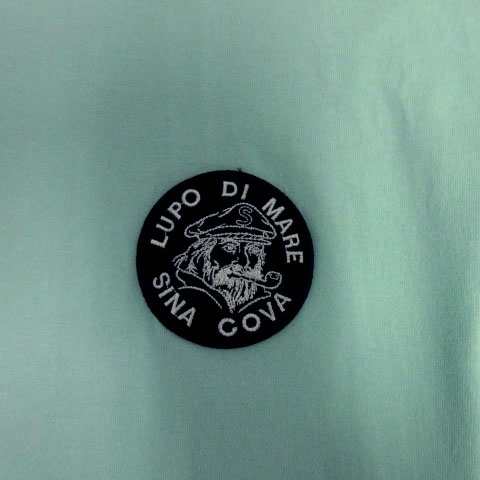 LUPO DI MARE
S
SINA COVA